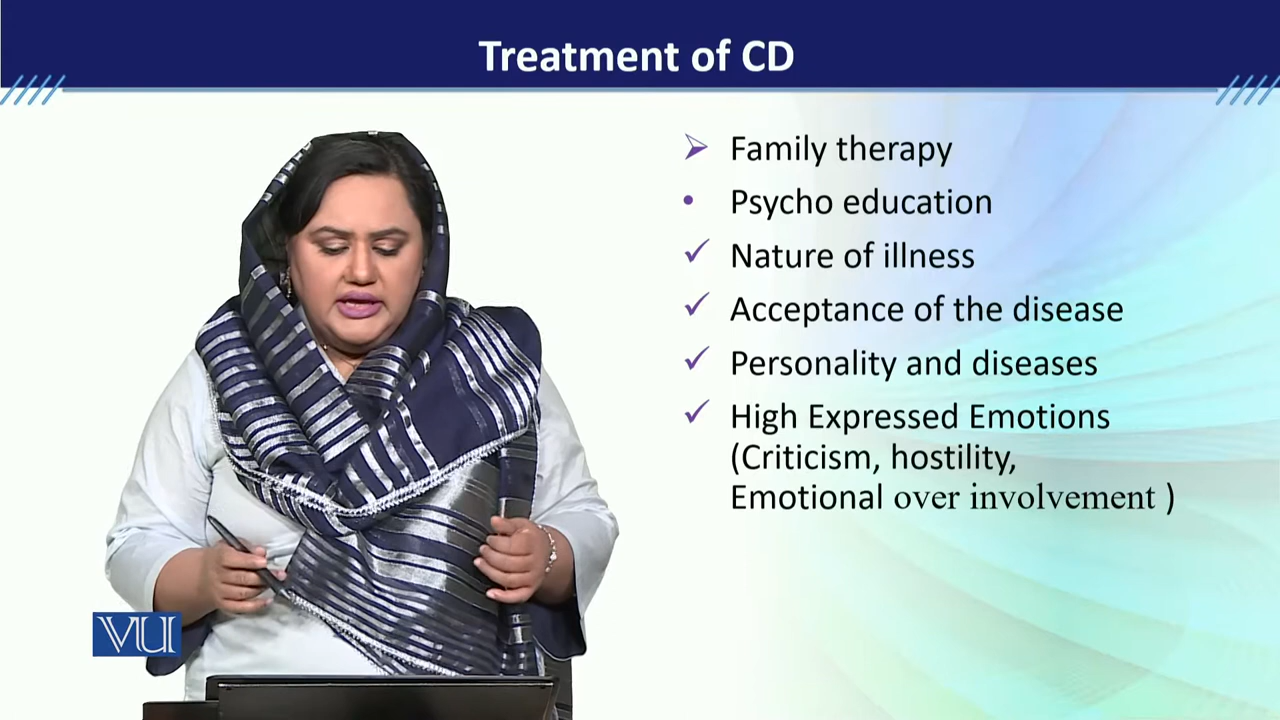 Treatment of CD
Family therapy
Psycho education
Nature of illness
Acceptance of the disease
Personality and diseases
High Expressed Emotions
(Criticism, hostility,
Emotional over involvement )
VU